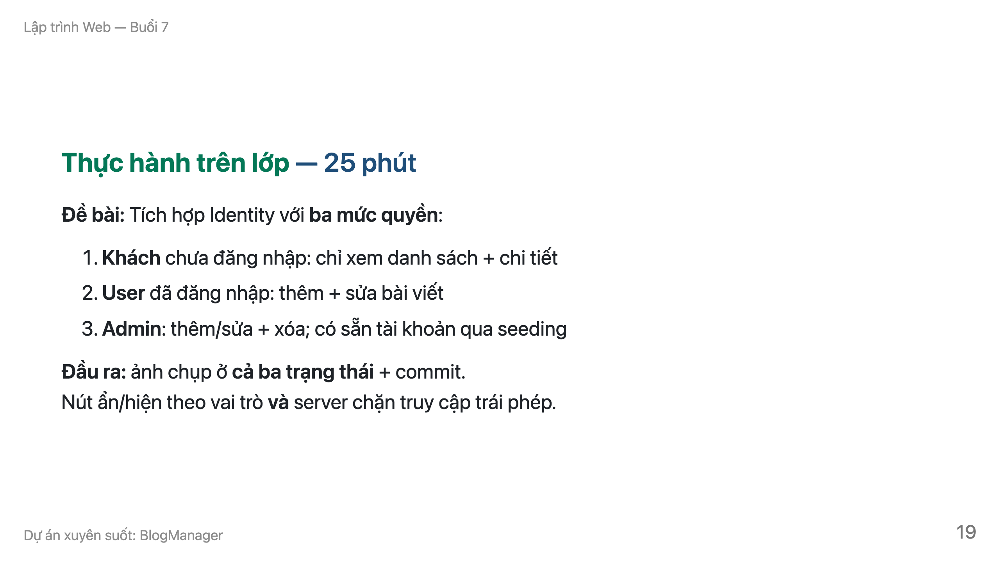 Lập trình Web — Buổi 7
Thực hành trên lớp — 25 phút
Đề bài: Tích hợp Identity với ba mức quyền:
1. Khách chưa đăng nhập: chỉ xem danh sách + chi tiết
2. User đã đăng nhập: thêm + sửa bài viết
3. Admin: thêm/sửa + xóa; có sẵn tài khoản qua seeding
Đầu ra: ảnh chụp ở cả ba trạng thái + commit.
Nút ẩn/hiện theo vai trò và server chặn truy cập trái phép.
Dự án xuyên suốt: BlogManager
19